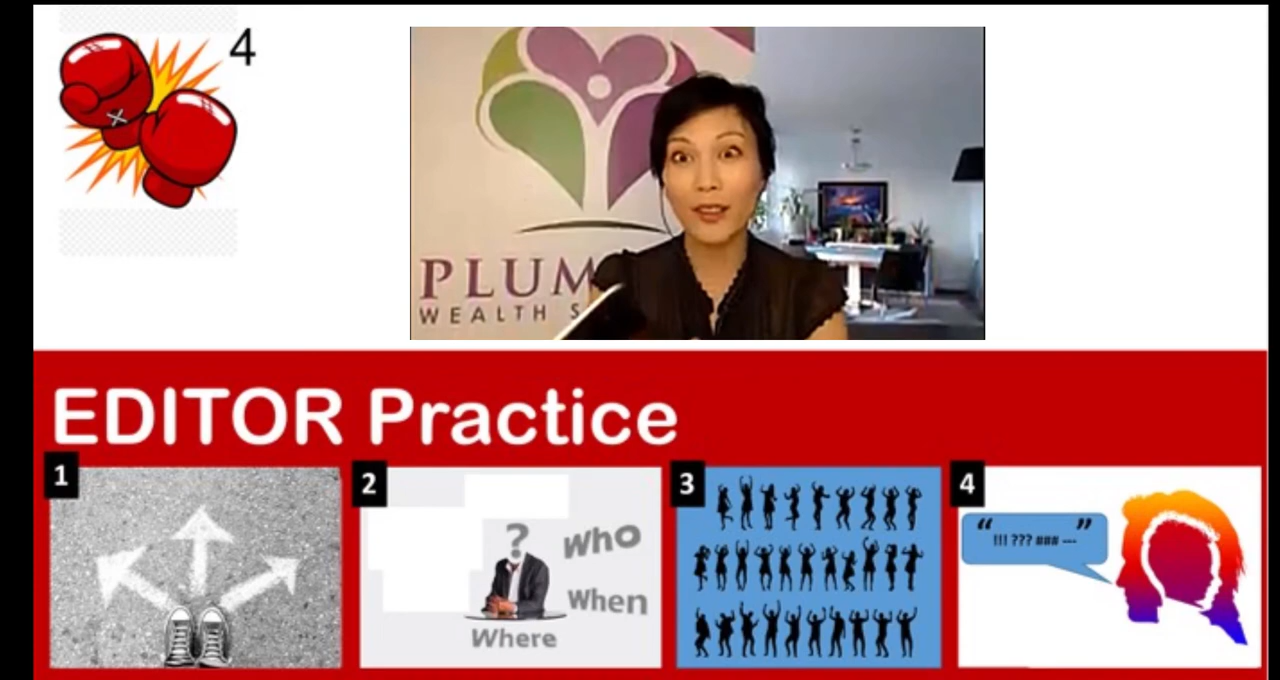 4
PLUM
WEALTH S
EDITOR Practice
1
2
3
4
?
WHO
When
Where
“ ”
!!! ??? ### ---